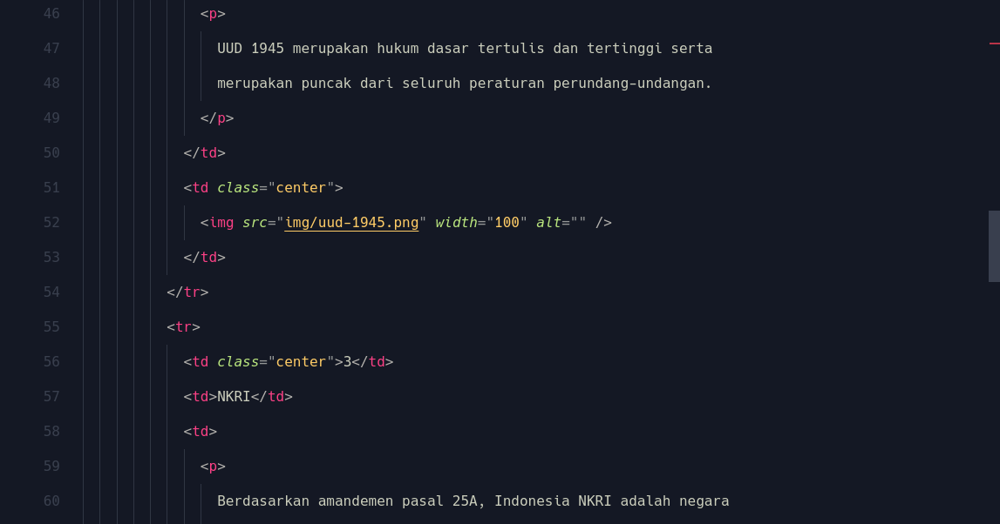 46 <p>
47 UUD 1945 merupakan hukum dasar tertulis dan tertinggi serta
48 merupakan puncak dari seluruh peraturan perundang-undangan.
49 </p>
50 </td>
51 <td class="center">
52 <img src="img/uud-1945.png" width="100" alt="" />
53 </td>
54 </tr>
55 <tr>
56 <td class="center">3</td>
57 <td>NKRI</td>
58 <td>
59 <p>
60 Berdasarkan amandemen pasal 25A, Indonesia NKRI adalah negara